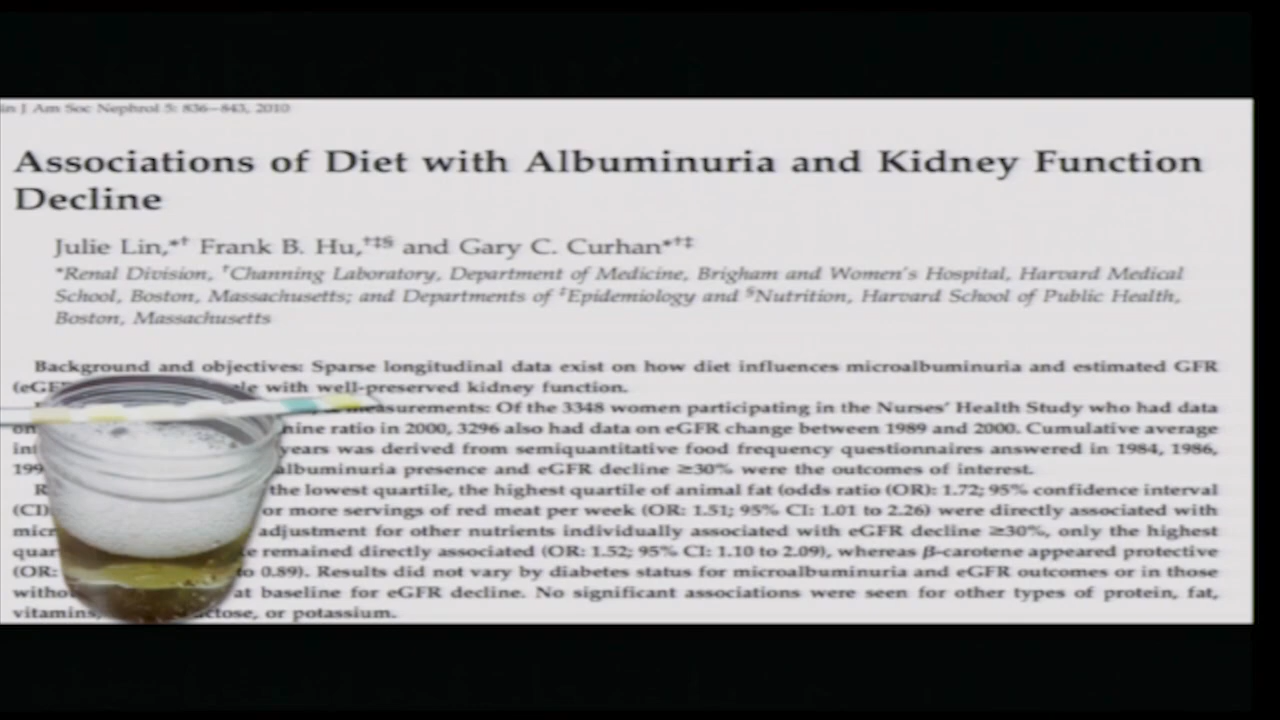 in J Am Soc Nephrol 5: 836–843, 2010
Associations of Diet with Albuminuria and Kidney Function
Decline
Julie Lin,*† Frank B. Hu,†‡§ and Gary C. Curhan*†‡
*Renal Division, †Channing Laboratory, Department of Medicine, Brigham and Women's Hospital, Harvard Medical
School, Boston, Massachusetts; and Departments of ‡Epidemiology and §Nutrition, Harvard School of Public Health,
Boston, Massachusetts
Background and objectives: Sparse longitudinal data exist on how diet influences microalbuminuria and estimated GFR
with well-preserved kidney function.
measurements: Of the 3348 women participating in the Nurses' Health Study who had data
ratio in 2000, 3296 also had data on eGFR change between 1989 and 2000. Cumulative average
years was derived from semiquantitative food frequency questionnaires answered in 1984, 1986,
albuminuria presence and eGFR decline ≥30% were the outcomes of interest.
the lowest quartile, the highest quartile of animal fat (odds ratio (OR): 1.72; 95% confidence interval
(CI) or more servings of red meat per week (OR: 1.51; 95% CI: 1.01 to 2.26) were directly associated with
adjustment for other nutrients individually associated with eGFR decline ≥30%, only the highest
remained directly associated (OR: 1.52; 95% CI: 1.10 to 2.09), whereas β-carotene appeared protective
(OR: to 0.89). Results did not vary by diabetes status for microalbuminuria and eGFR outcomes or in those
at baseline for eGFR decline. No significant associations were seen for other types of protein, fat,
vitamins, or potassium.